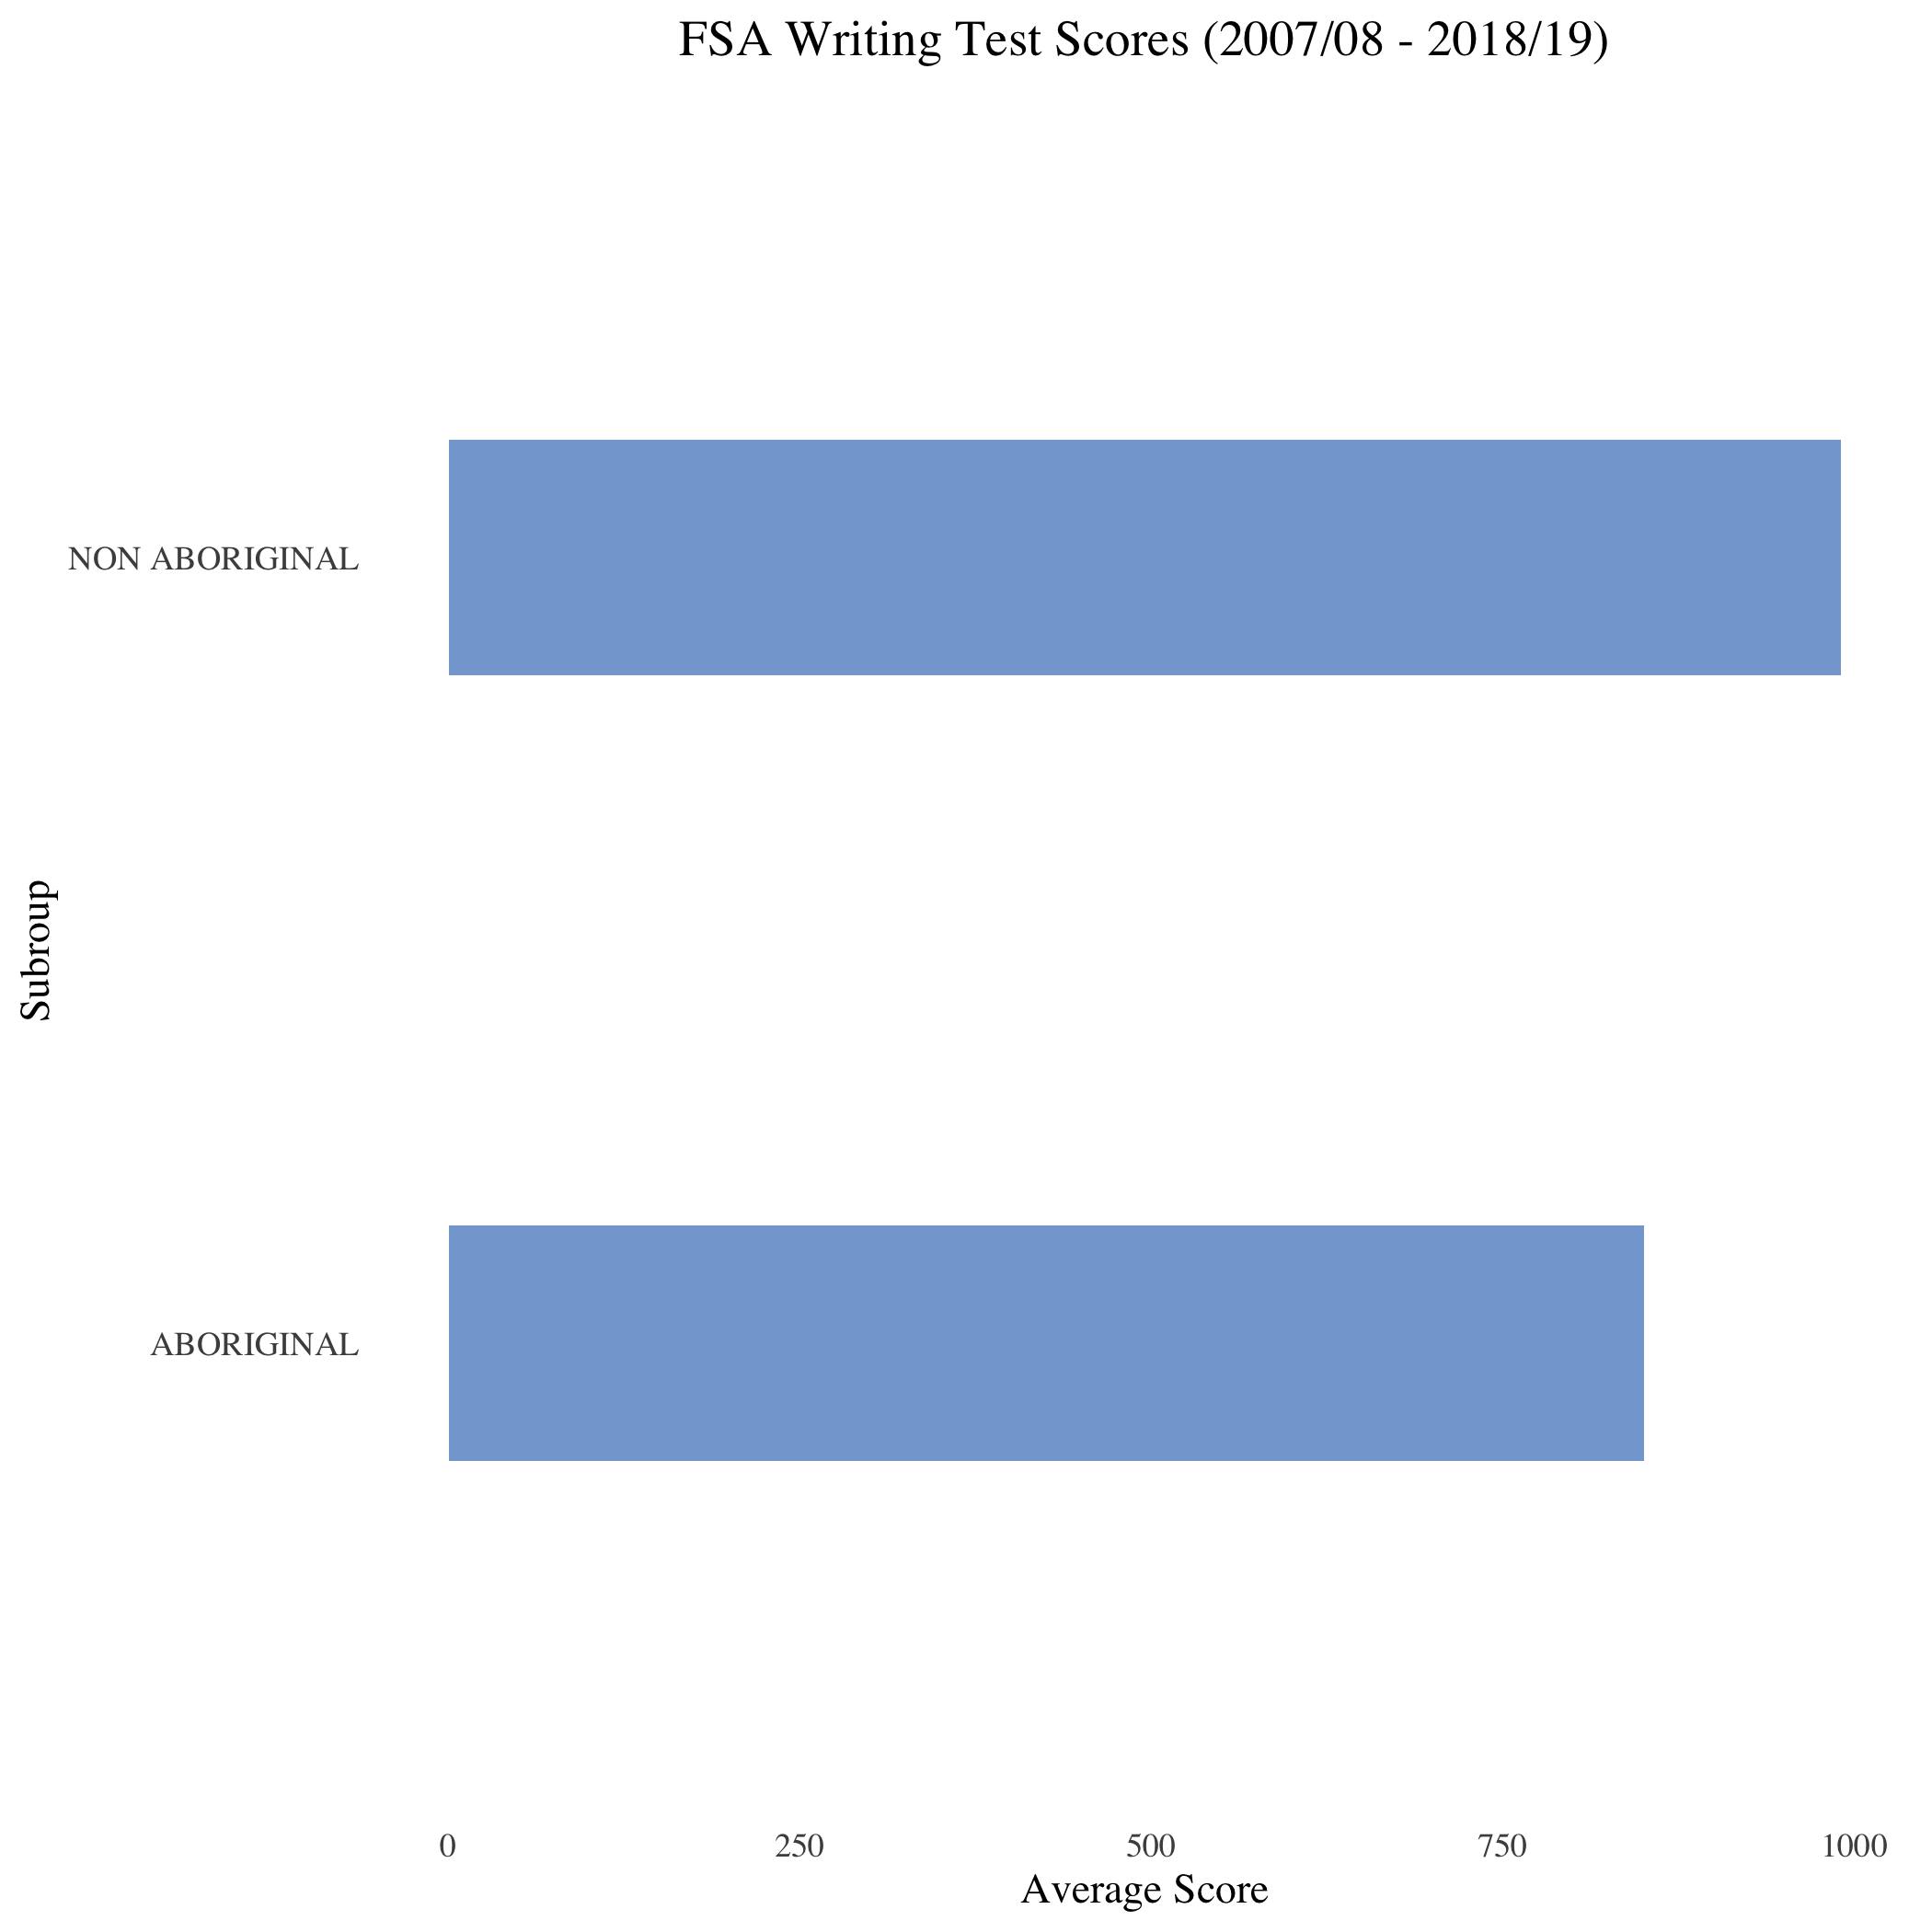 FSA Writing Test Scores (2007/08 - 2018/19)
NON ABORIGINAL
Subroup
ABORIGINAL
0 250 500 750 1000
Average Score